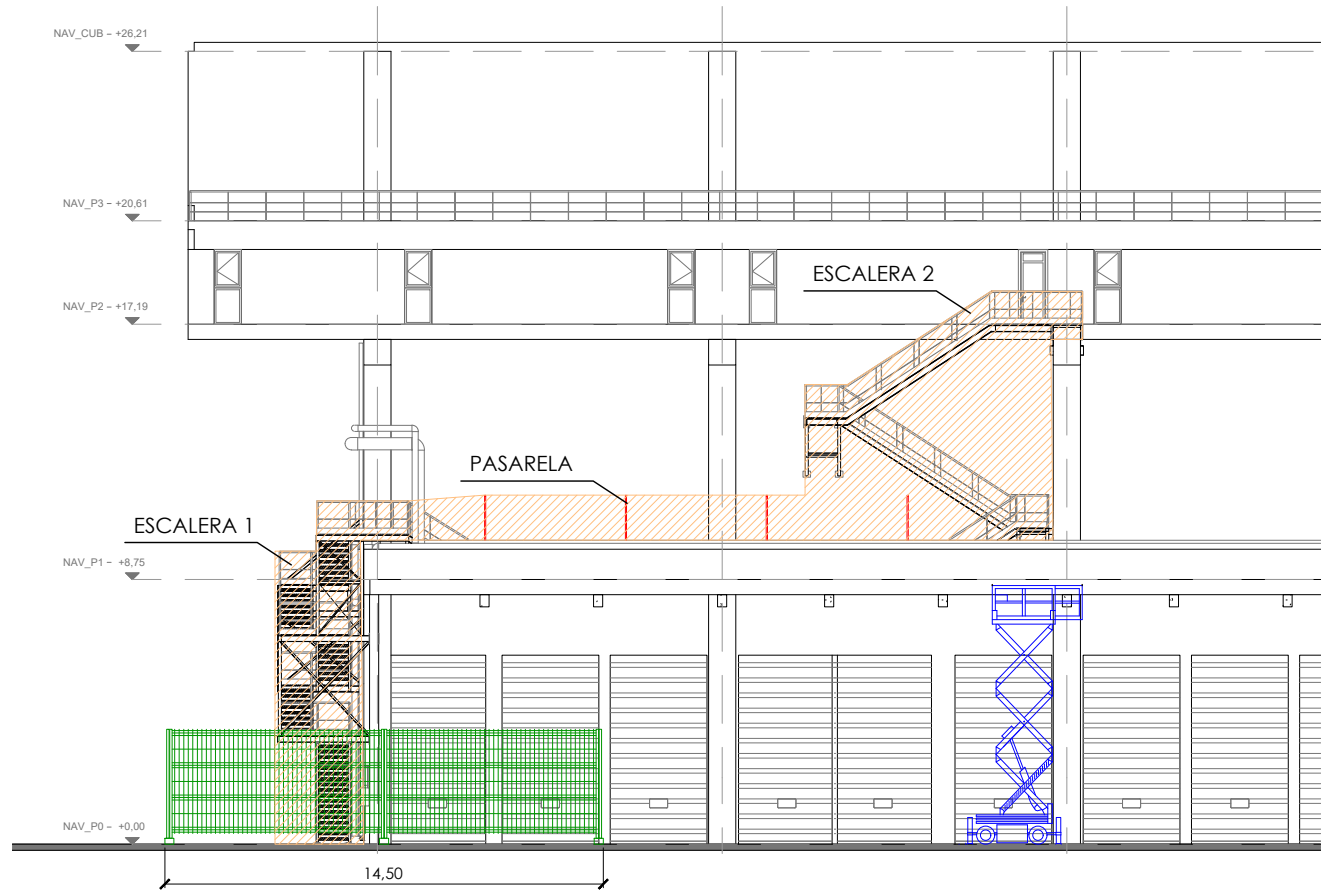 NAV_CUB - +26,21
NAV_P3 - +20,61
ESCALERA 2
NAV_P2 - +17,19
PASARELA
ESCALERA 1
NAV_P1 - +8,75
NAV_P0 - +0,00
14,50